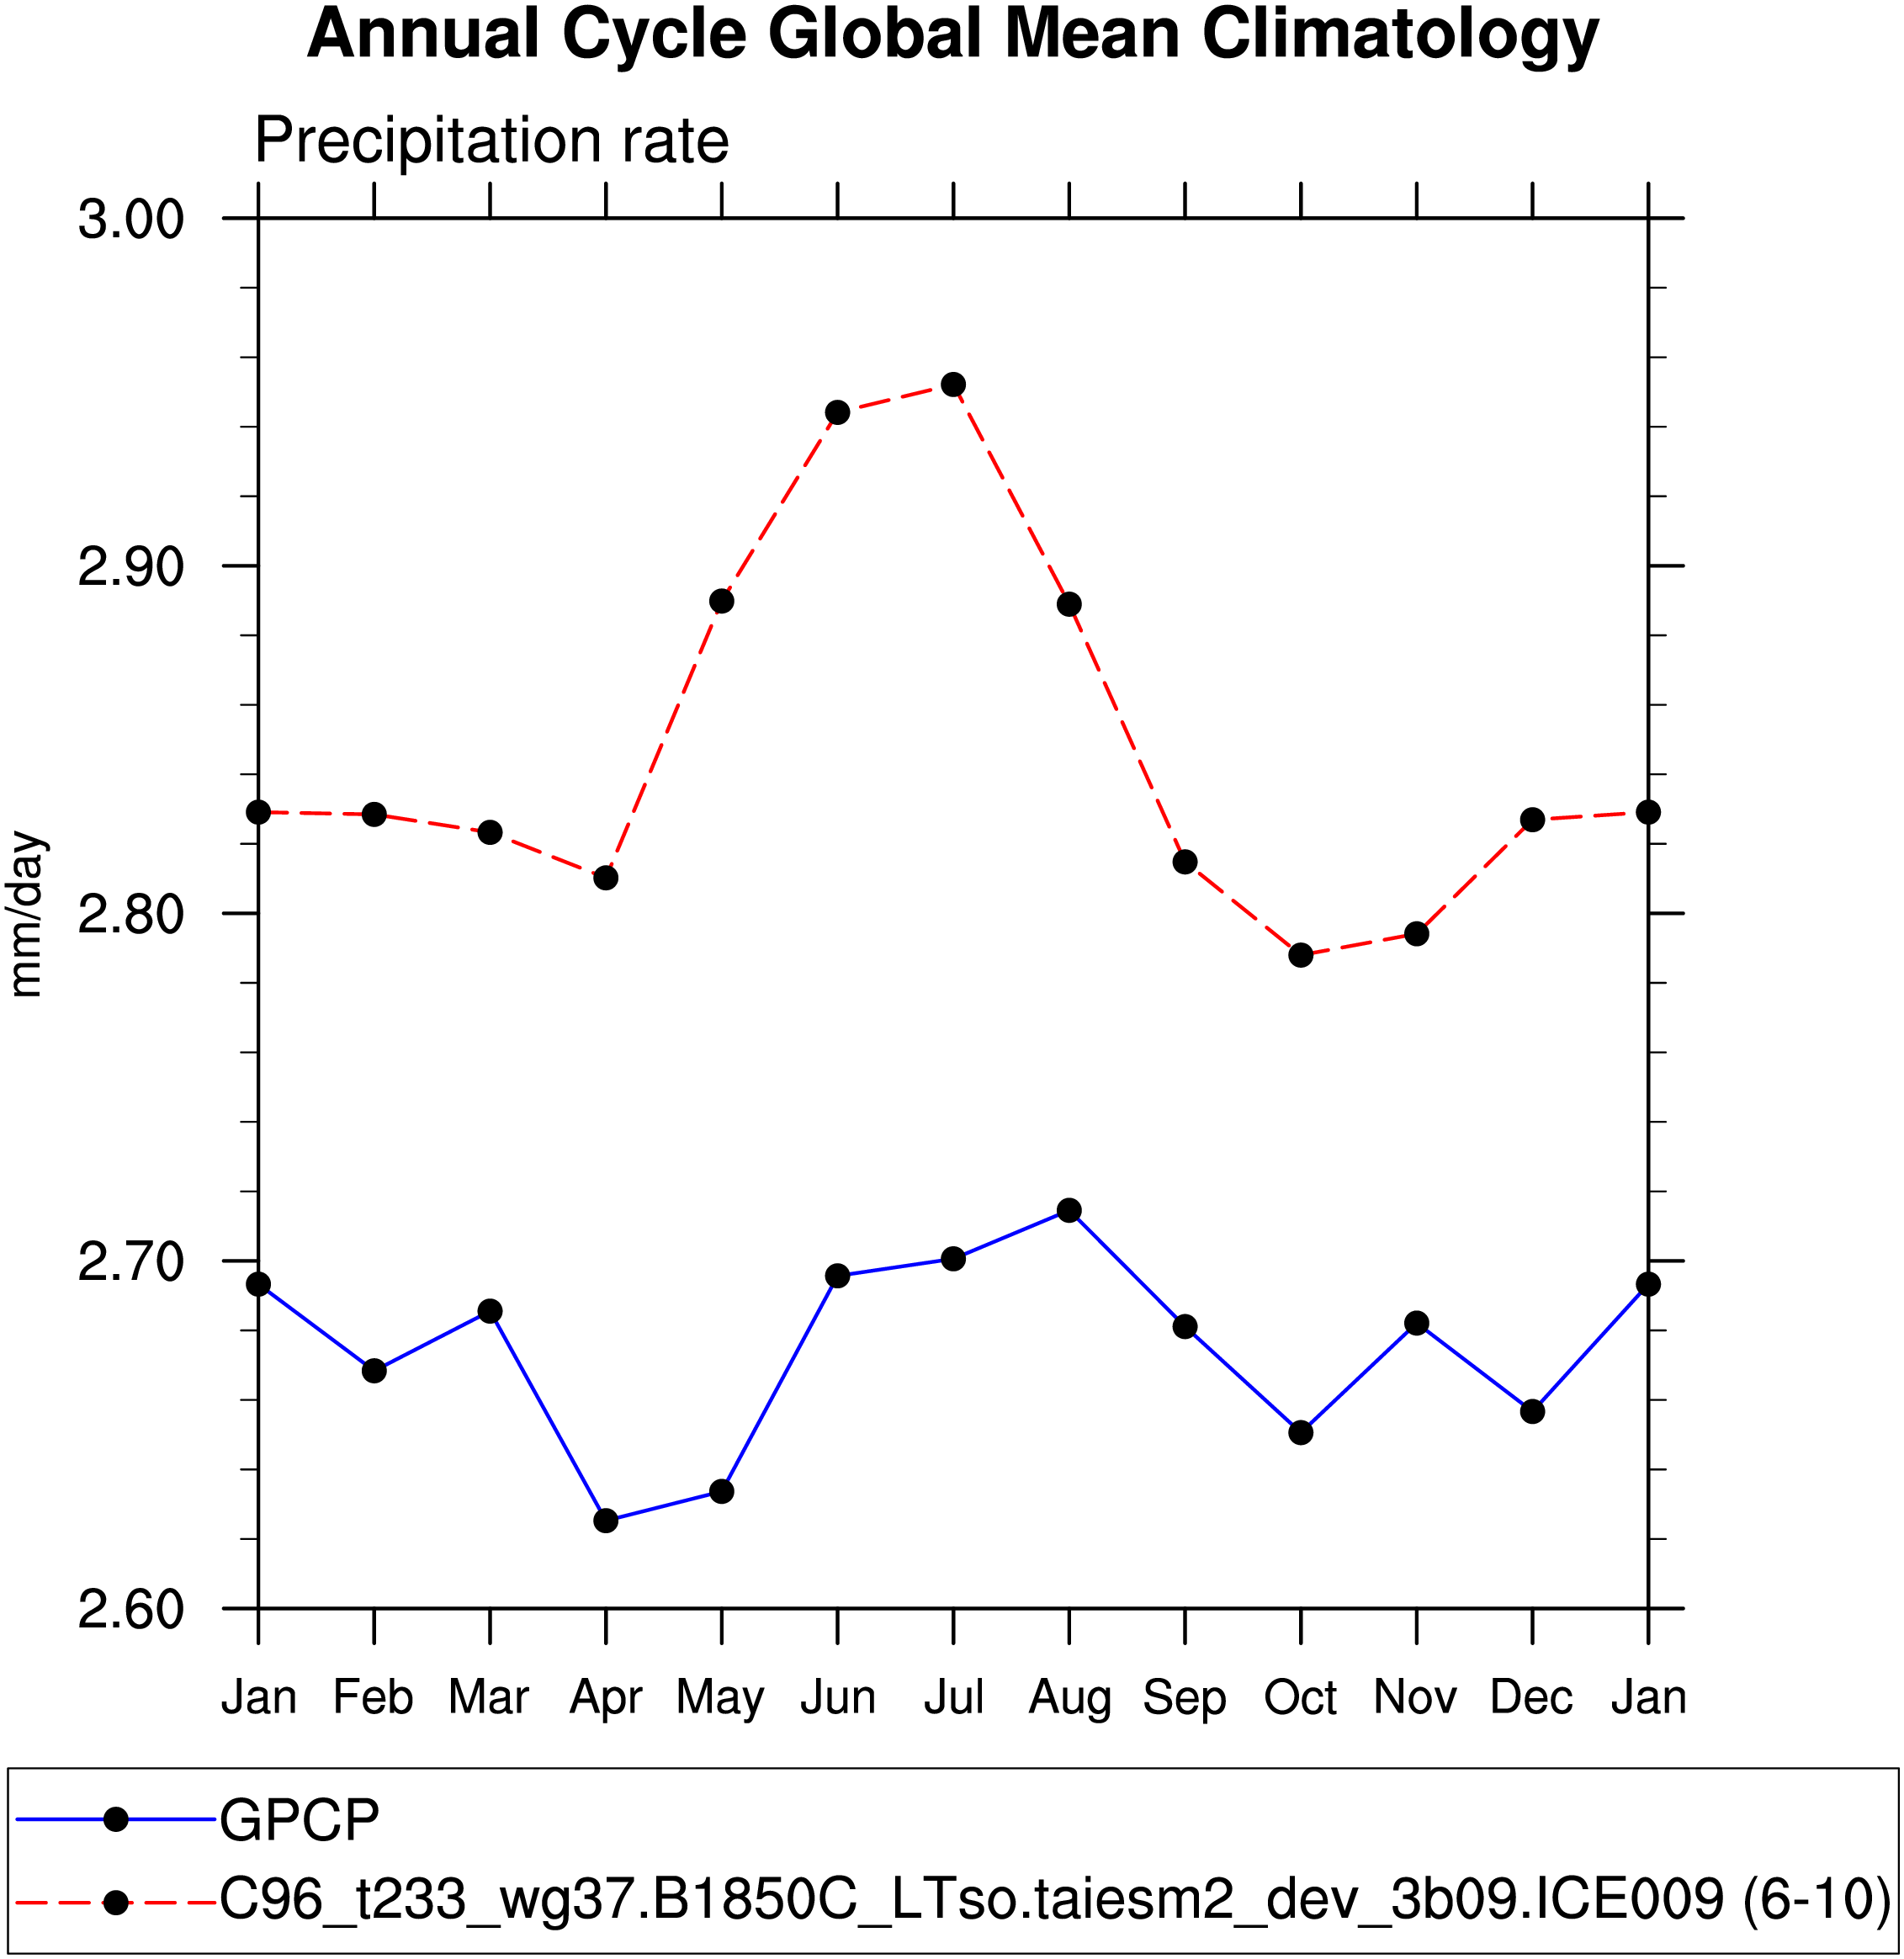 Annual Cycle Global Mean Climatology
Precipitation rate
3.00
2.90
2.80
2.70
2.60
mm/day
Jan Feb Mar Apr May Jun Jul Aug Sep Oct Nov Dec Jan
GPCP
C96_t233_wg37.B1850C_LTso.taiesm2_dev_3b09.ICE009 (6-10)